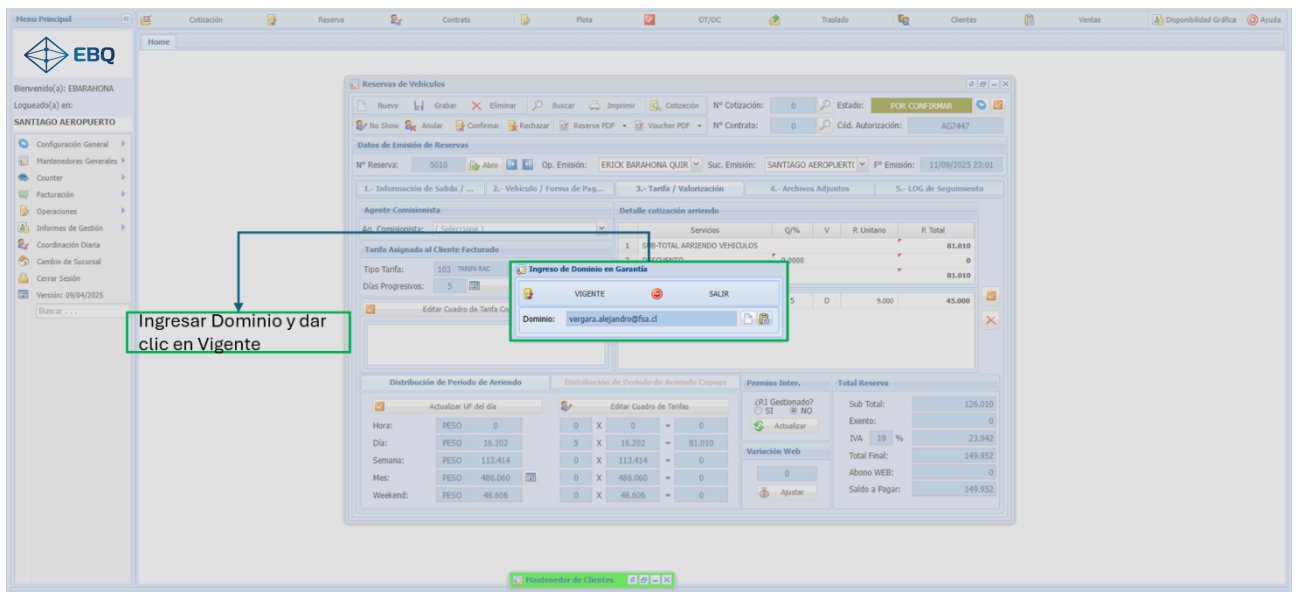 Menu Principal
Cotización
Reserva
Contrato
Flota
OT/OC
Traslado
Clientes
Ventas
Disponibilidad Gráfica
Ayuda
EBQ
Home
Bienvenido(a): EBARAHONA
Logueado(a) en:
SANTIAGO AEROPUERTO
Configuración General
Mantenedores Generales
Counter
Facturación
Operaciones
Informes de Gestión
Coordinación Diaria
Cambio de Sucursal
Cerrar Sesión
Versión: 09/04/2025
Buscar . . .
Reservas de Vehículos
Nuevo Grabar Eliminar Buscar Imprimir Cotización Nº Cotización: 0 Estado: POR CONFIRMAR
No Show Anular Confirmar Rechazar Reserva PDF Voucher PDF Nº Contrato: 0 Cód. Autorización: AG7447
Datos de Emisión de Reservas
Nº Reserva: 5010 Abrir Op. Emisión: ERICK BARAHONA QUIR Suc. Emisión: SANTIAGO AEROPUERT( Fº Emisión: 11/09/2025 23:01
1.- Información de Salida / ... 2.- Vehículo / Forma de Pag... 3.- Tarifa / Valorización 4.- Archivos Adjuntos 5.- LOG de Seguimiento
Agente Comisionista
Ag. Comisionista: ( Seleccione )
Tarifa Asignada al Cliente Facturado
Tipo Tarifa: 103 TARIFA RAC
Días Progresivos: 5
Editar Cuadro de Tarifa Co
Detalle cotización arriendo
Servicios Q/% V P. Unitario P. Total
1 SUB-TOTAL ARRIENDO VEHICULOS 81.010
2 DESCUENTO 0.0000 0
81.010
5 D 9.000 45.000
Ingreso de Dominio en Garantía
VIGENTE SALIR
Dominio: vergara.alejandro@fsa.cl
Ingresar Dominio y dar
clic en Vigente
Distribución de Periodo de Arriendo Distribución de Periodo de Arriendo Copago
Actualizar UF del día Editar Cuadro de Tarifas
Hora: PESO 0 0 X 0 = 0
Día: PESO 16.202 5 X 16.202 = 81.010
Semana: PESO 113.414 0 X 113.414 = 0
Mes: PESO 486.060 0 X 486.060 = 0
Weekend: PESO 48.606 0 X 48.606 = 0
Permiso Inter.
¿P.I Gestionado?
SI NO
Actualizar
Variación Web
0
Ajustar
Total Reserva
Sub Total: 126.010
Exento: 0
IVA 19 % 23.942
Total Final: 149.952
Abono WEB: 0
Saldo a Pagar: 149.952
Mantenedor de Clientes